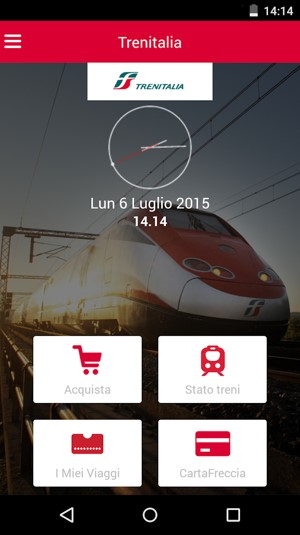 14:14
Trenitalia
TRENITALIA
Lun 6 Luglio 2015
14.14
Acquista
Stato treni
I Miei Viaggi
CartaFreccia